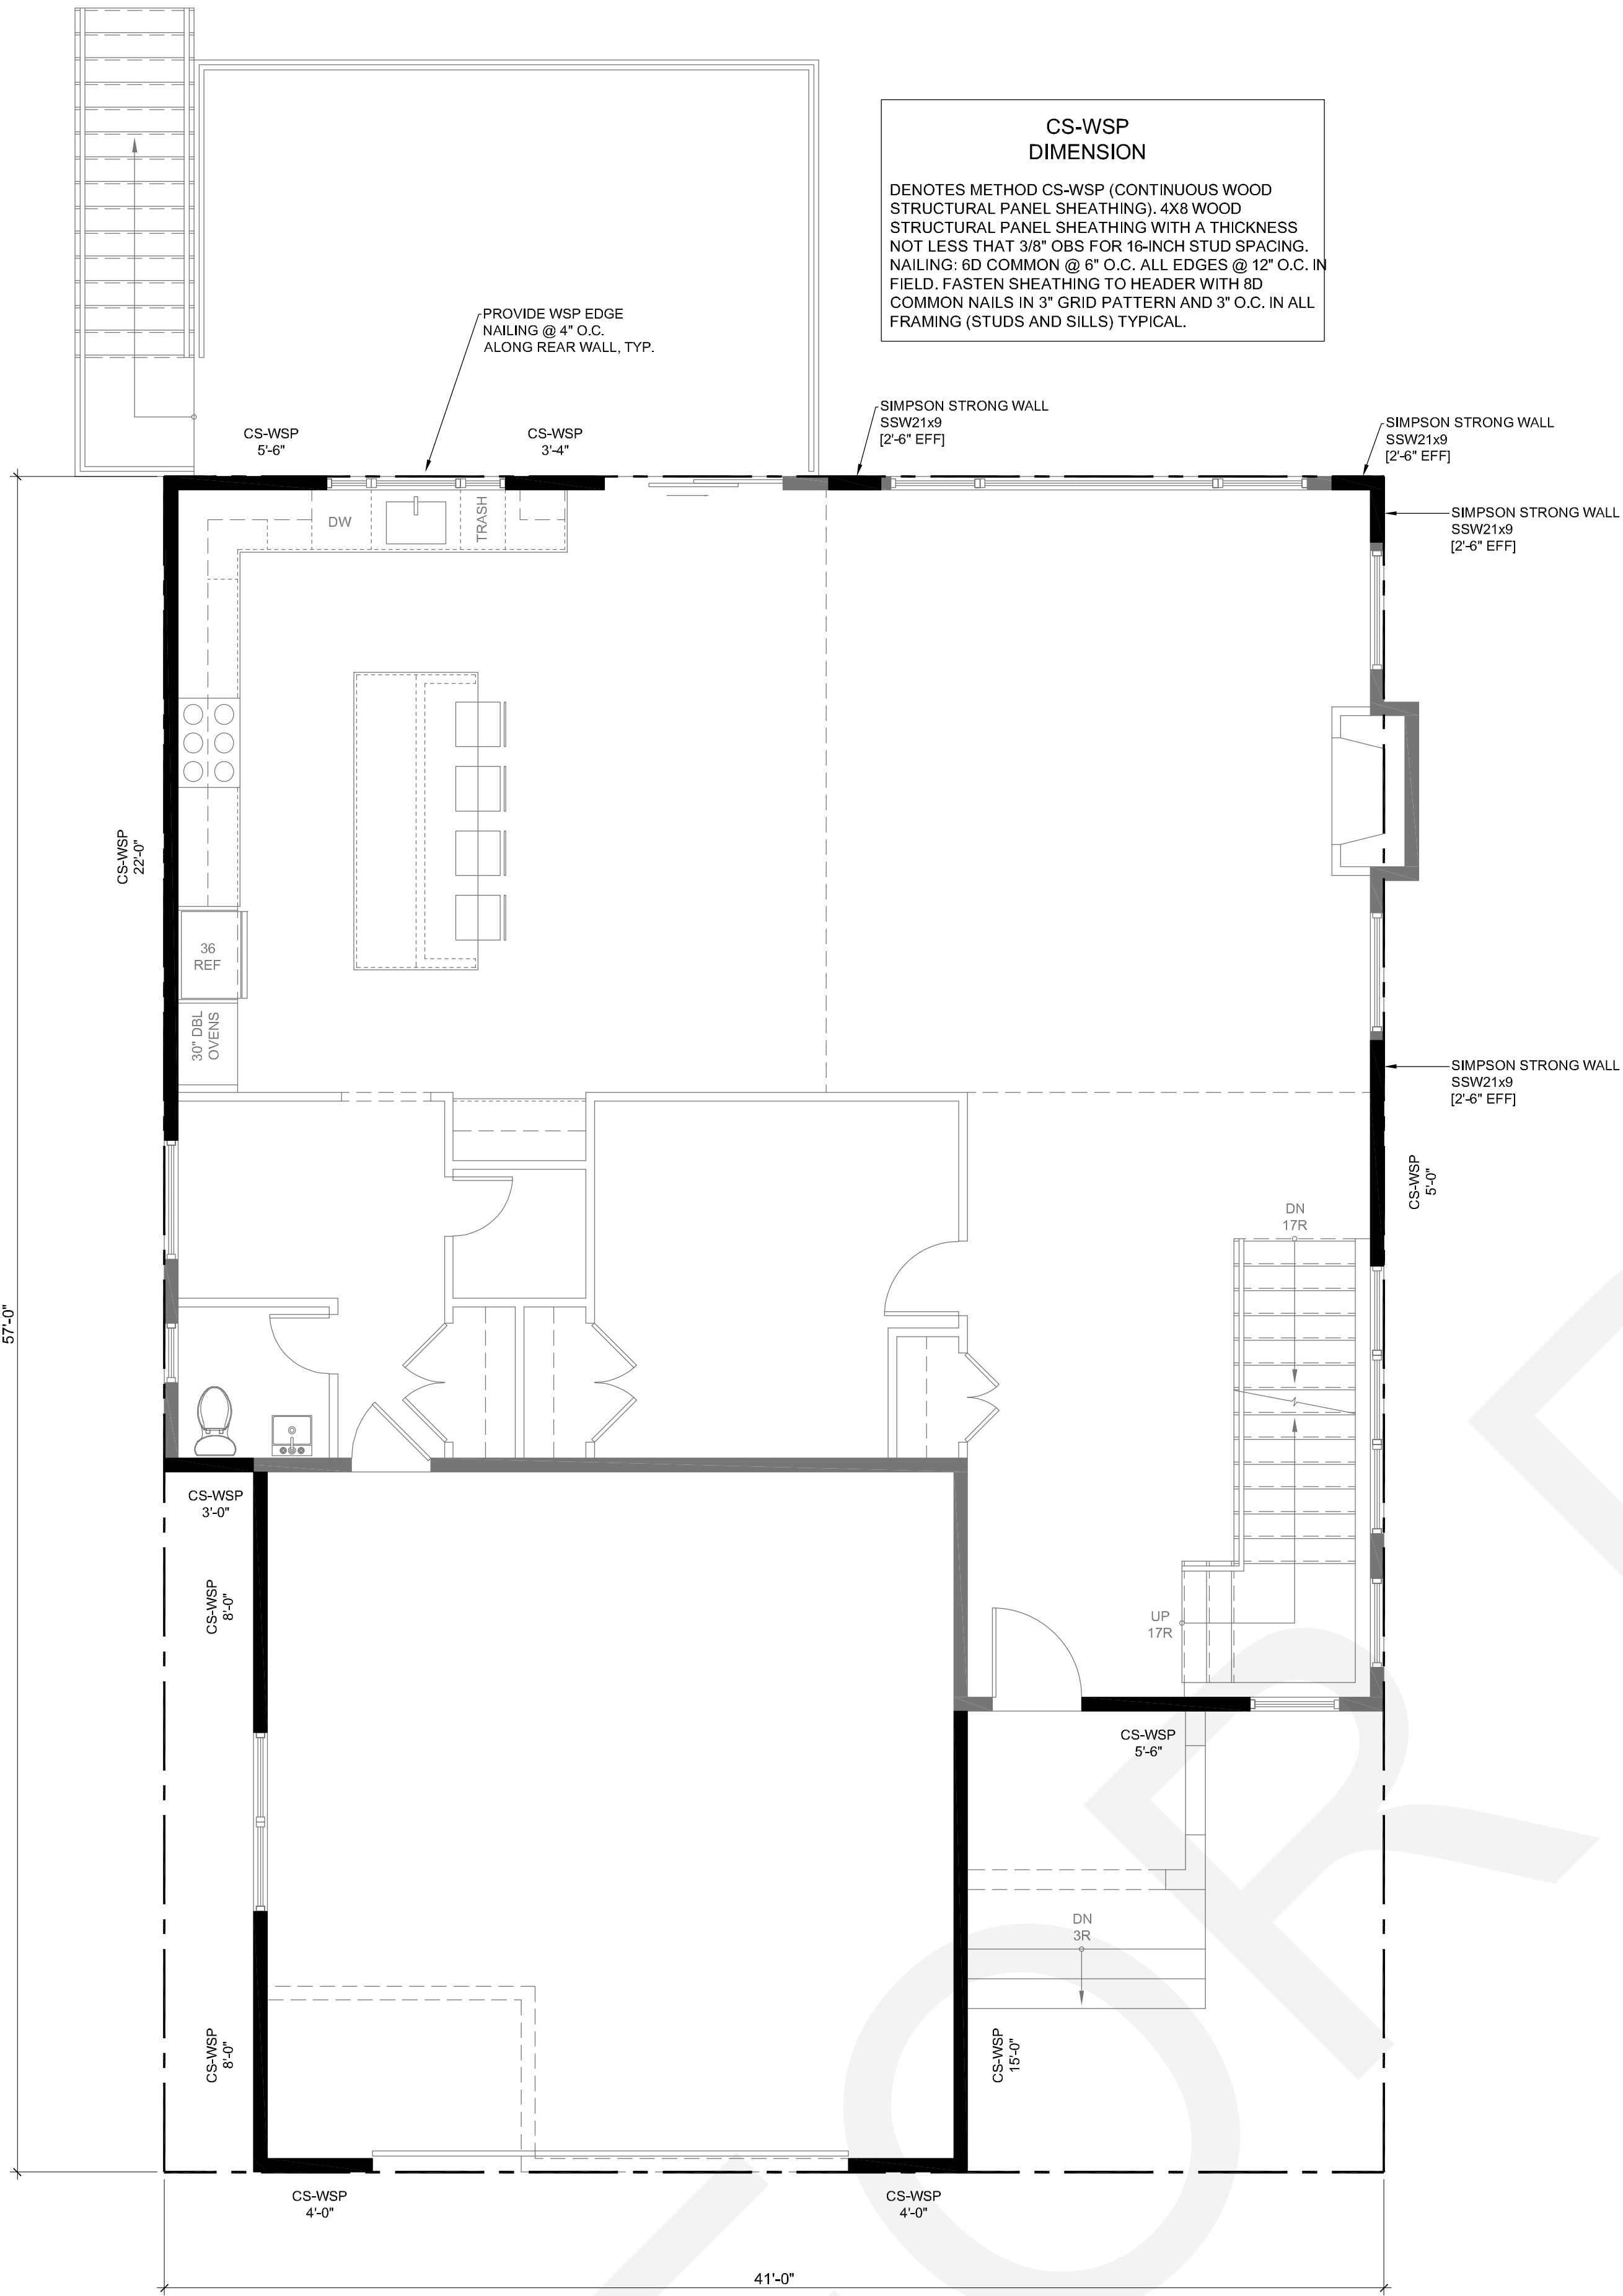 CS-WSP
DIMENSION
DENOTES METHOD CS-WSP (CONTINUOUS WOOD
STRUCTURAL PANEL SHEATHING). 4X8 WOOD
STRUCTURAL PANEL SHEATHING WITH A THICKNESS
NOT LESS THAT 3/8" OBS FOR 16-INCH STUD SPACING.
NAILING: 6D COMMON @ 6" O.C. ALL EDGES @ 12" O.C. IN
FIELD. FASTEN SHEATHING TO HEADER WITH 8D
COMMON NAILS IN 3" GRID PATTERN AND 3" O.C. IN ALL
FRAMING (STUDS AND SILLS) TYPICAL.
PROVIDE WSP EDGE
NAILING @ 4" O.C.
ALONG REAR WALL, TYP.
CS-WSP
5'-6"
CS-WSP
3'-4"
SIMPSON STRONG WALL
SSW21x9
[2'-6" EFF]
SIMPSON STRONG WALL
SSW21x9
[2'-6" EFF]
SIMPSON STRONG WALL
SSW21x9
[2'-6" EFF]
DW
TRASH
CS-WSP
22'-0"
36
REF
30" DBL
OVENS
SIMPSON STRONG WALL
SSW21x9
[2'-6" EFF]
CS-WSP
5'-0"
DN
17R
57'-0"
CS-WSP
3'-0"
CS-WSP
8'-0"
UP
17R
CS-WSP
5'-6"
DN
3R
CS-WSP
8'-0"
CS-WSP
15'-0"
CS-WSP
4'-0"
CS-WSP
4'-0"
41'-0"